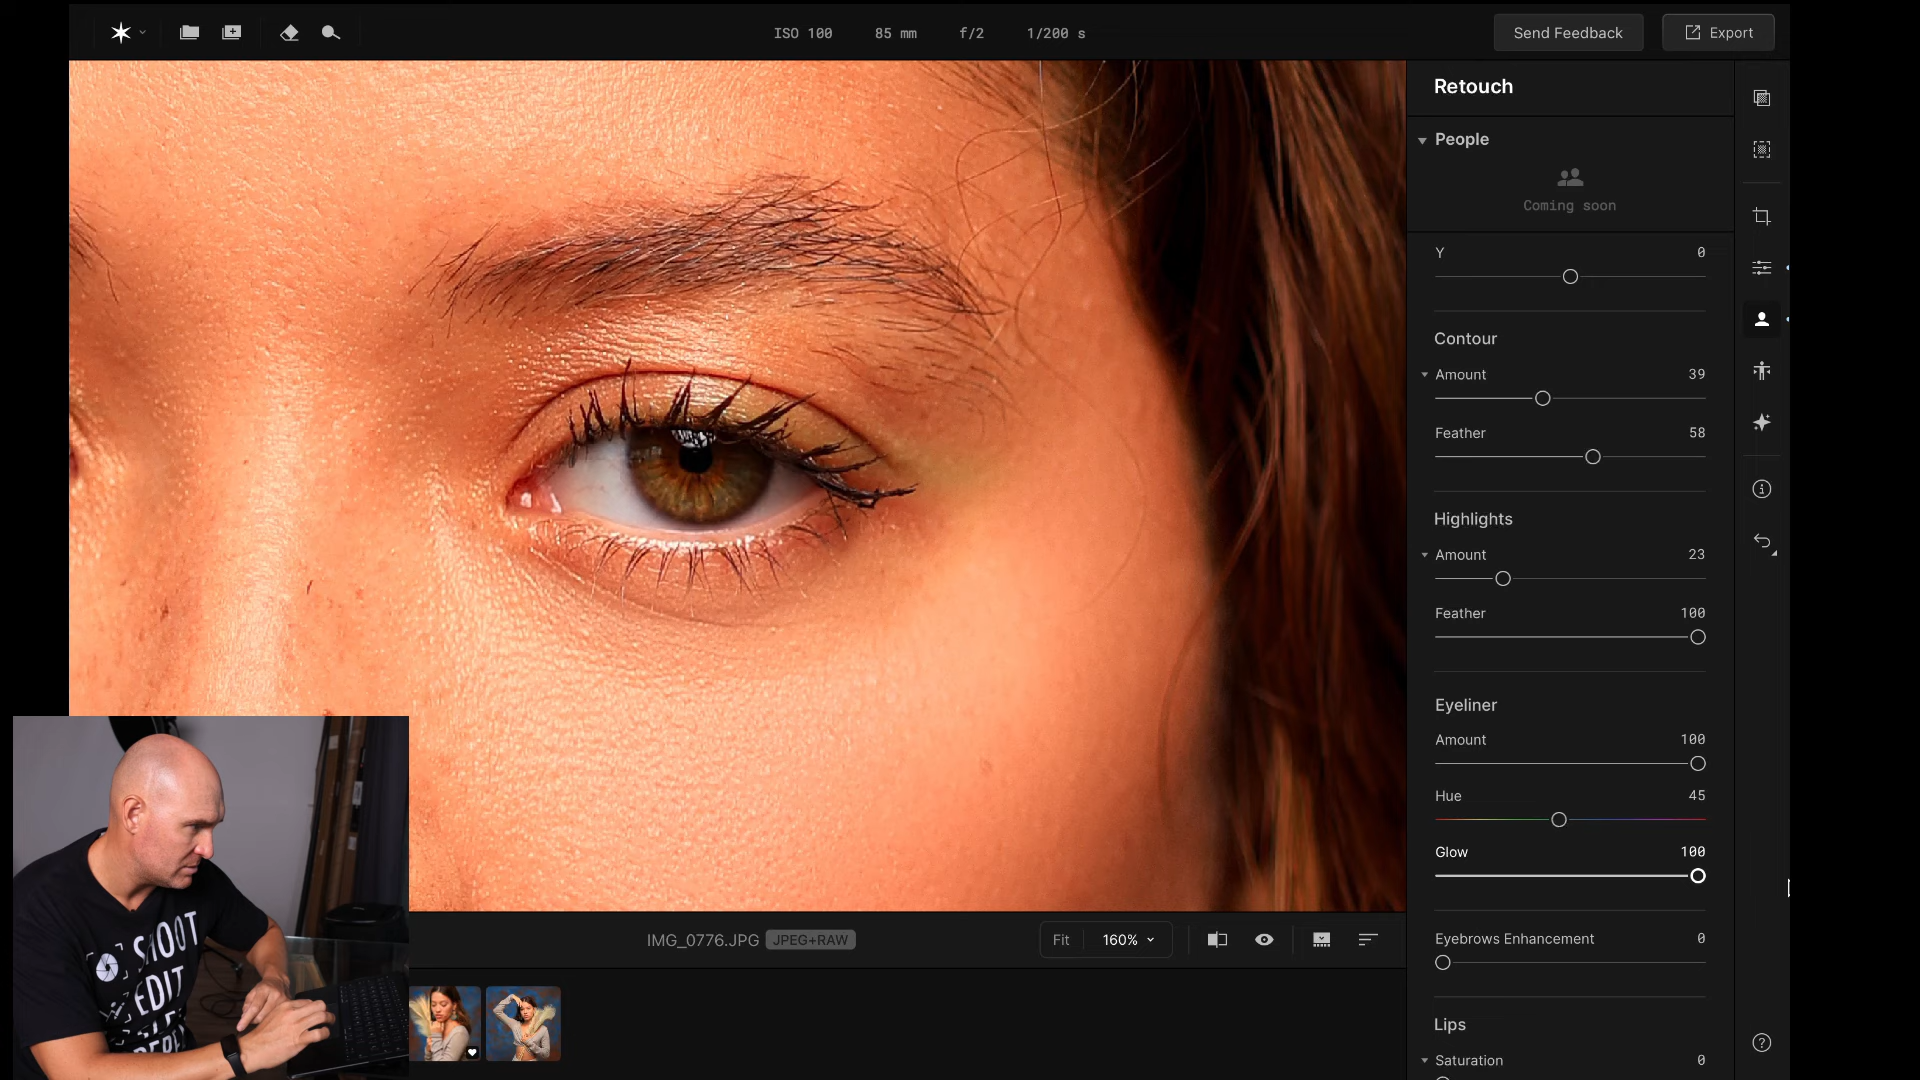 ISO 100 85 mm f/2 1/200 s
Send Feedback
Export
Retouch
People
Coming soon
Y 0
Contour
Amount 39
Feather 58
Highlights
Amount 23
Feather 100
Eyeliner
Amount 100
Hue 45
Glow 100
Eyebrows Enhancement 0
Lips
Saturation 0
IMG_0776.JPG JPEG+RAW
Fit 160%
SHOOT
EDIT